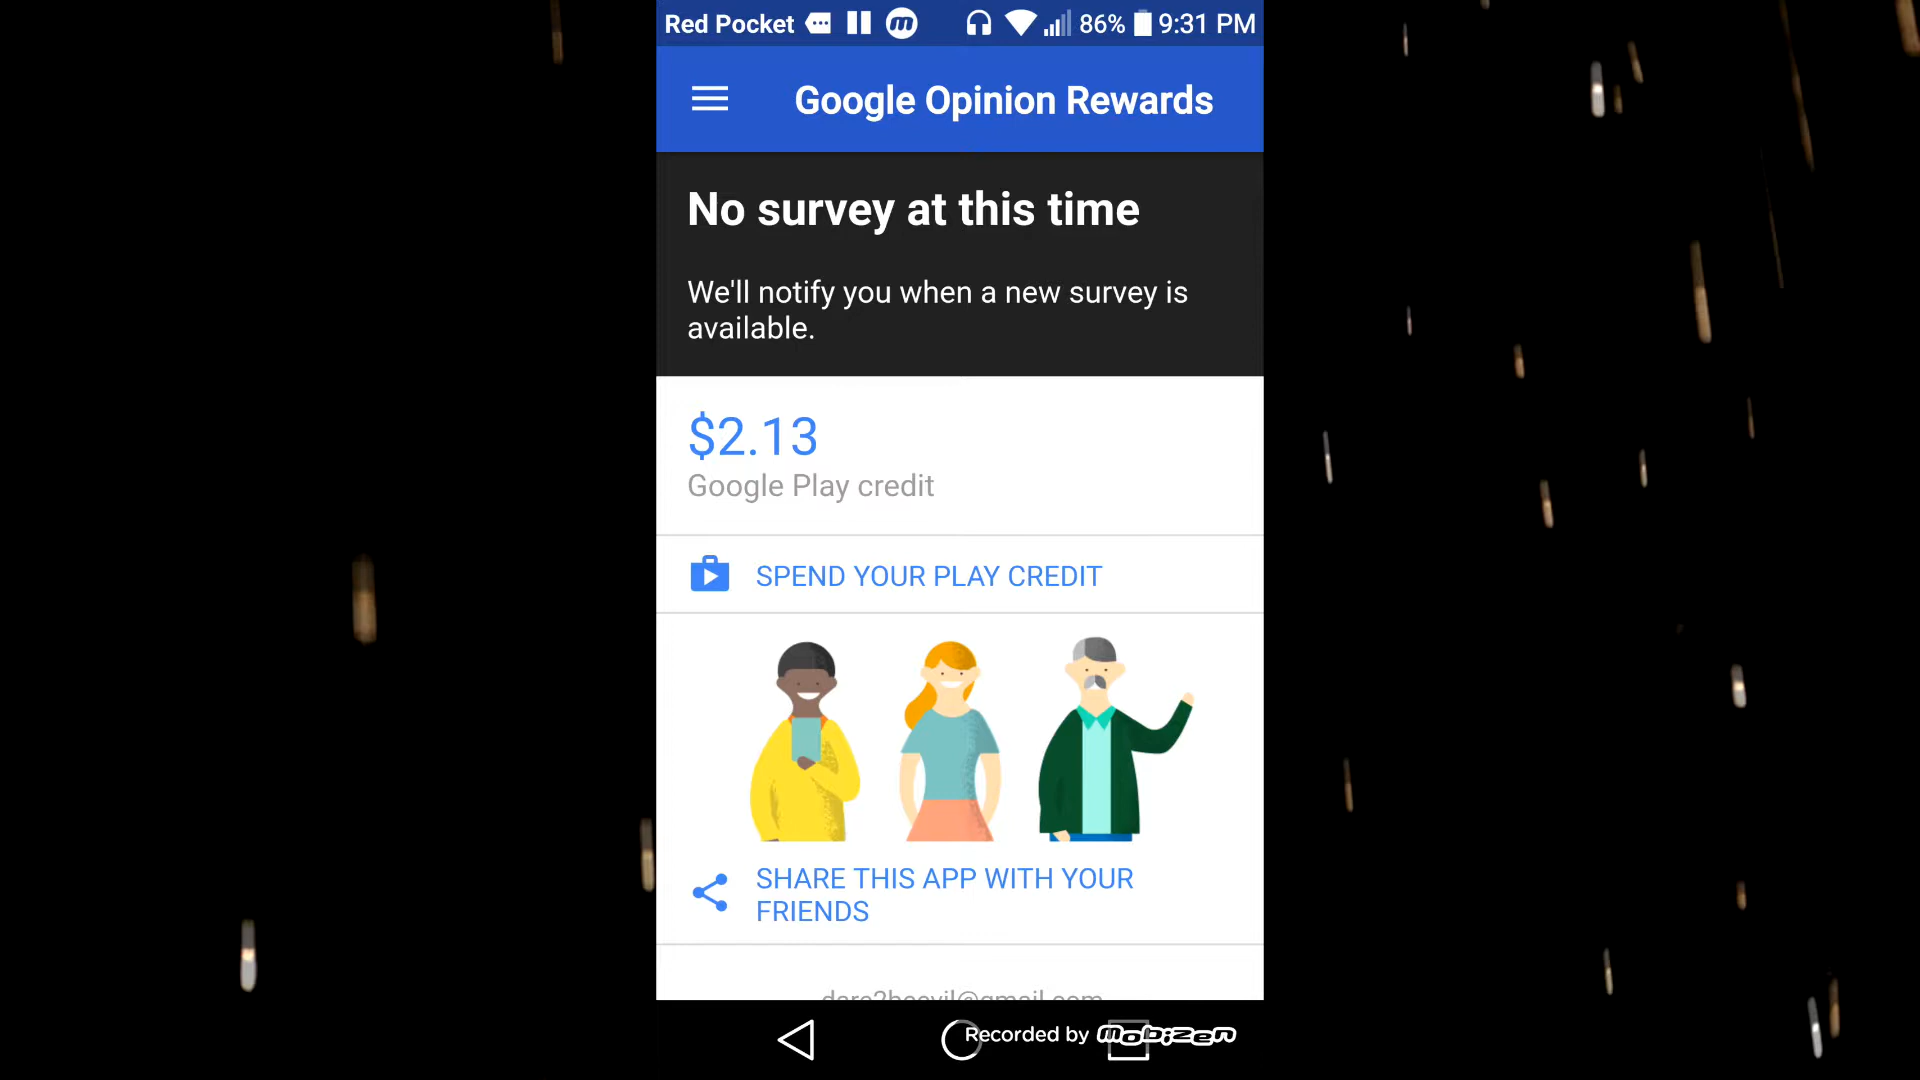 Red Pocket 86% 9:31 PM
Google Opinion Rewards
No survey at this time
We'll notify you when a new survey is
available.
$2.13
Google Play credit
SPEND YOUR PLAY CREDIT
SHARE THIS APP WITH YOUR
FRIENDS
Recorded by mobizen